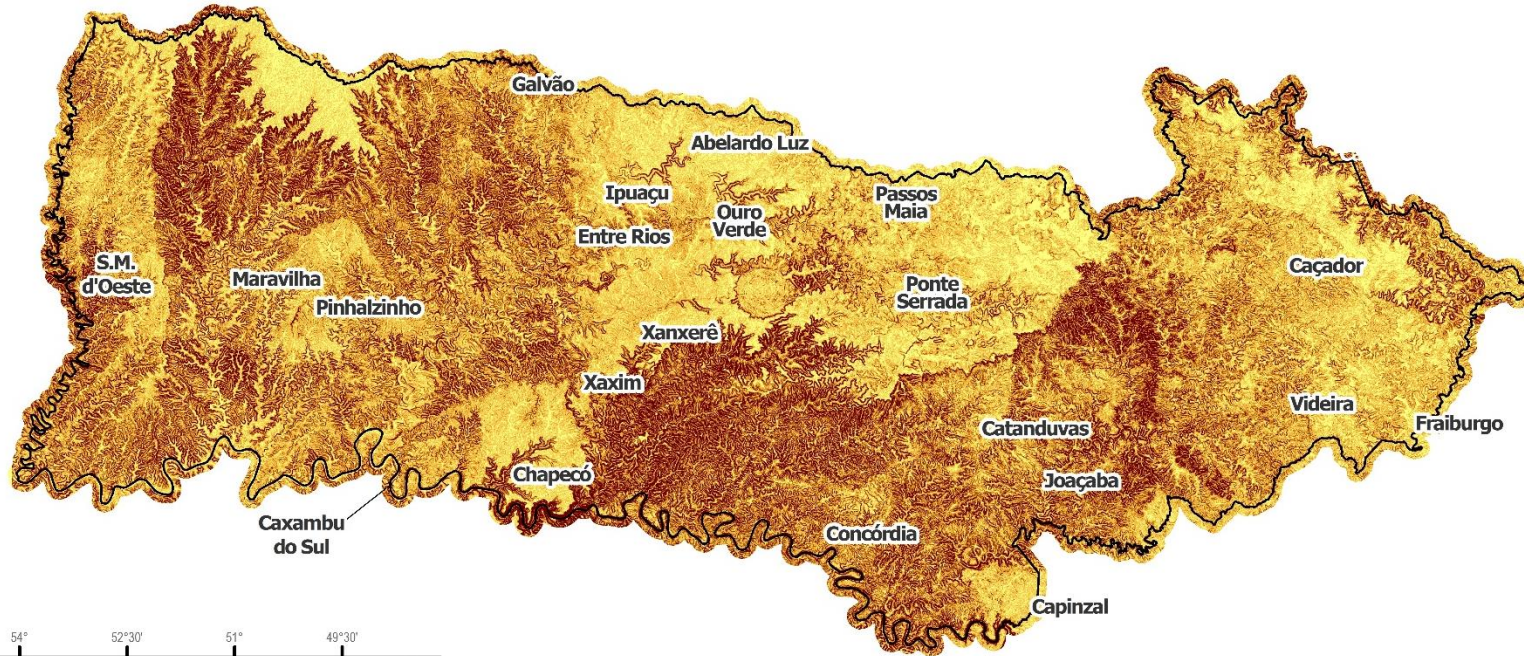 Galvão
Abelardo Luz
Ipuaçu
Passos
Maia
Ouro
Verde
Entre Rios
S.M.
d'Oeste
Maravilha
Pinhalzinho
Caçador
Ponte
Serrada
Xanxerê
Xaxim
Videira
Fraiburgo
Catanduvas
Chapecó
Joaçaba
Caxambu
do Sul
Concórdia
Capinzal
54° 52°30' 51° 49°30'